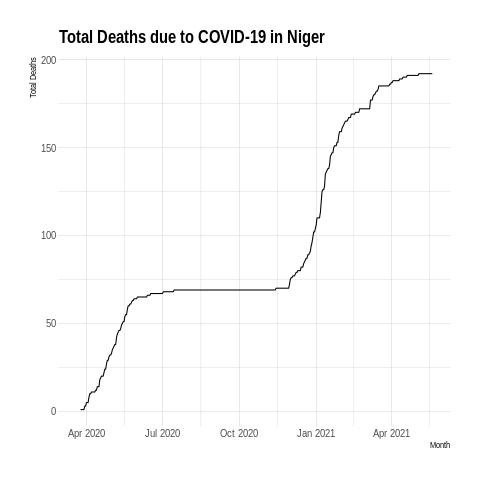 Total Deaths due to COVID-19 in Niger
Total Deaths
200
150
100
50
0
Apr 2020 Jul 2020 Oct 2020 Jan 2021 Apr 2021
Month